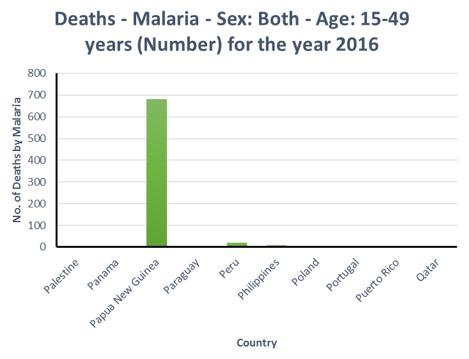 Deaths - Malaria - Sex: Both - Age: 15-49
years (Number) for the year 2016
No. of Deaths by Malaria
800
700
600
500
400
300
200
100
0
Palestine
Panama
Papua New Guinea
Paraguay
Peru
Philippines
Poland
Portugal
Puerto Rico
Qatar
Country